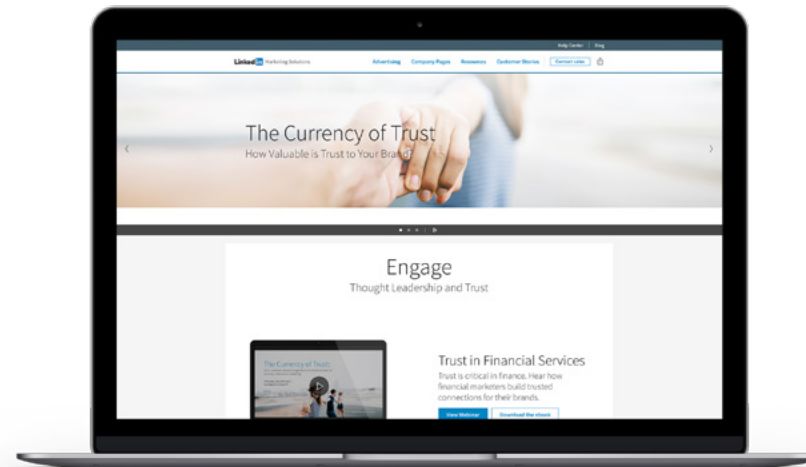 Help Center | Blog
Linked in Marketing Solutions Advertising Company Pages Resources Customer Stories Contact sales
The Currency of Trust
How Valuable is Trust to Your Brand?
Engage
Thought Leadership and Trust
The Currency of Trust:
Trust in Financial Services
Trust is critical in finance. Hear how
financial marketers build trusted
connections for their brands.
View Webinar Download the ebook